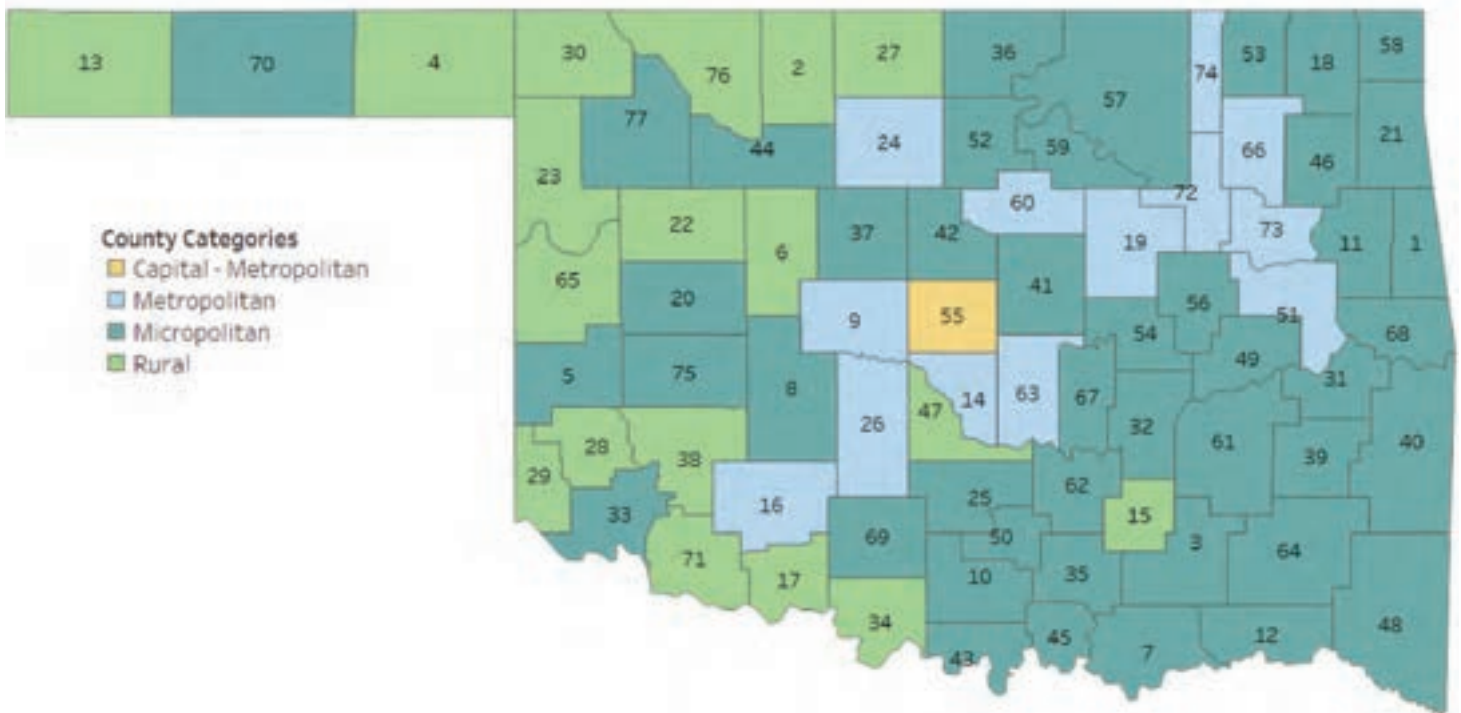 13 70 4 30 76 2 27 36 57 74 53 18 58
77 44 24 52 59 66 46 21
23 22 6 37 42 60 19 72 73 11 1
County Categories
Capital - Metropolitan
Metropolitan
Micropolitan
Rural
65 20 9 55 41 54 56 51 68
5 75 8 26 47 14 63 67 32 49 31
29 28 38 16 25 62 61 39 40
33 69 50 15 3 64
71 17 34 10 35
43 45 7 12 48